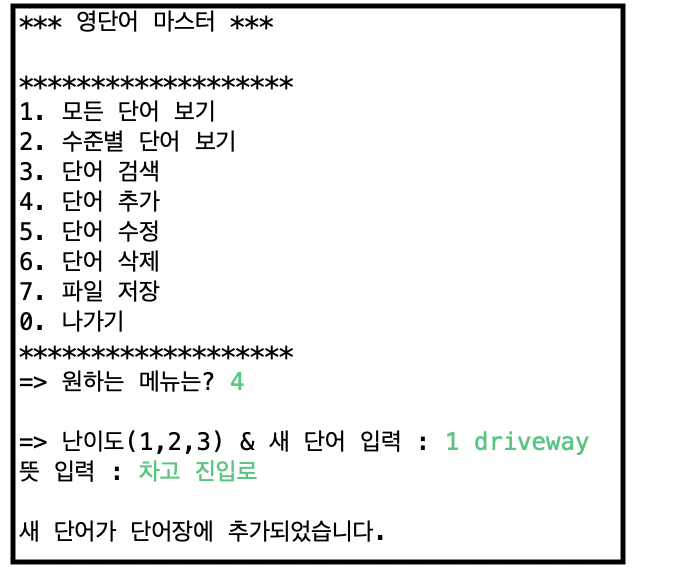 *** 영단어 마스터 ***
*******************
1. 모든 단어 보기
2. 수준별 단어 보기
3. 단어 검색
4. 단어 추가
5. 단어 수정
6. 단어 삭제
7. 파일 저장
0. 나가기
*******************
=> 원하는 메뉴는? 4
=> 난이도(1,2,3) & 새 단어 입력 : 1 driveway
뜻 입력 : 차고 진입로
새 단어가 단어장에 추가되었습니다.